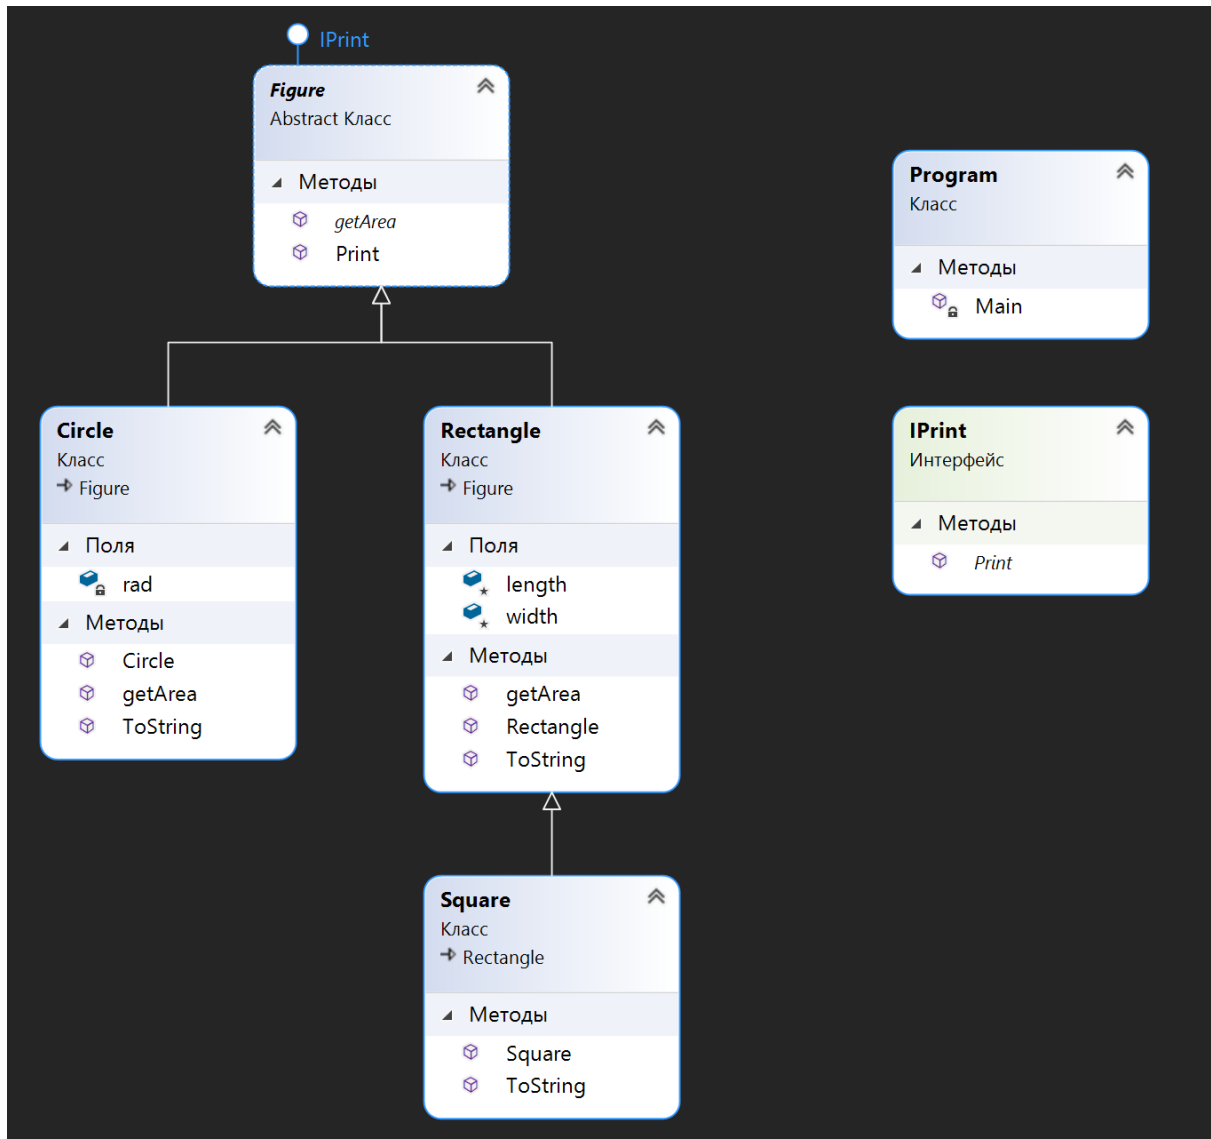 IPrint
Figure
Abstract Класс
Методы
getArea
Print
Program
Класс
Методы
Main
Circle
Класс
Figure
Поля
rad
Методы
Circle
getArea
ToString
Rectangle
Класс
Figure
Поля
length
width
Методы
getArea
Rectangle
ToString
IPrint
Интерфейс
Методы
Print
Square
Класс
Rectangle
Методы
Square
ToString